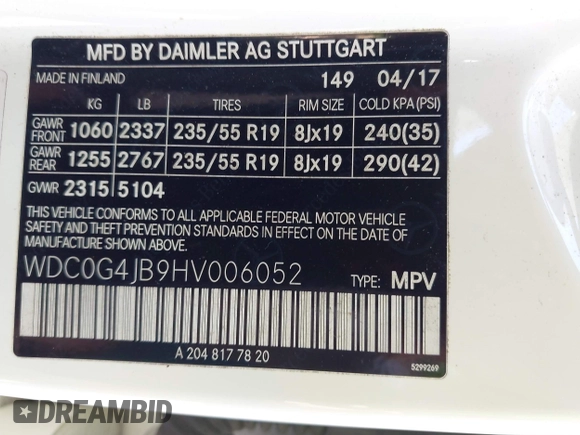 MFD BY DAIMLER AG STUTTGART
MADE IN FINLAND 149 04/17
KG LB TIRES RIM SIZE COLD KPA (PSI)
GAWR FRONT 1060 2337 235/55 R19 8Jx19 240(35)
GAWR REAR 1255 2767 235/55 R19 8Jx19 290(42)
GVWR 2315 5104
THIS VEHICLE CONFORMS TO ALL APPLICABLE FEDERAL MOTOR VEHICLE
SAFETY AND THEFT PREVENTION STANDARDS IN EFFECT ON THE DATE
OF MANUFACTURE SHOWN ABOVE.
WDC0G4JB9HV006052 TYPE: MPV
A 204 817 78 20
5299269
DREAMBID